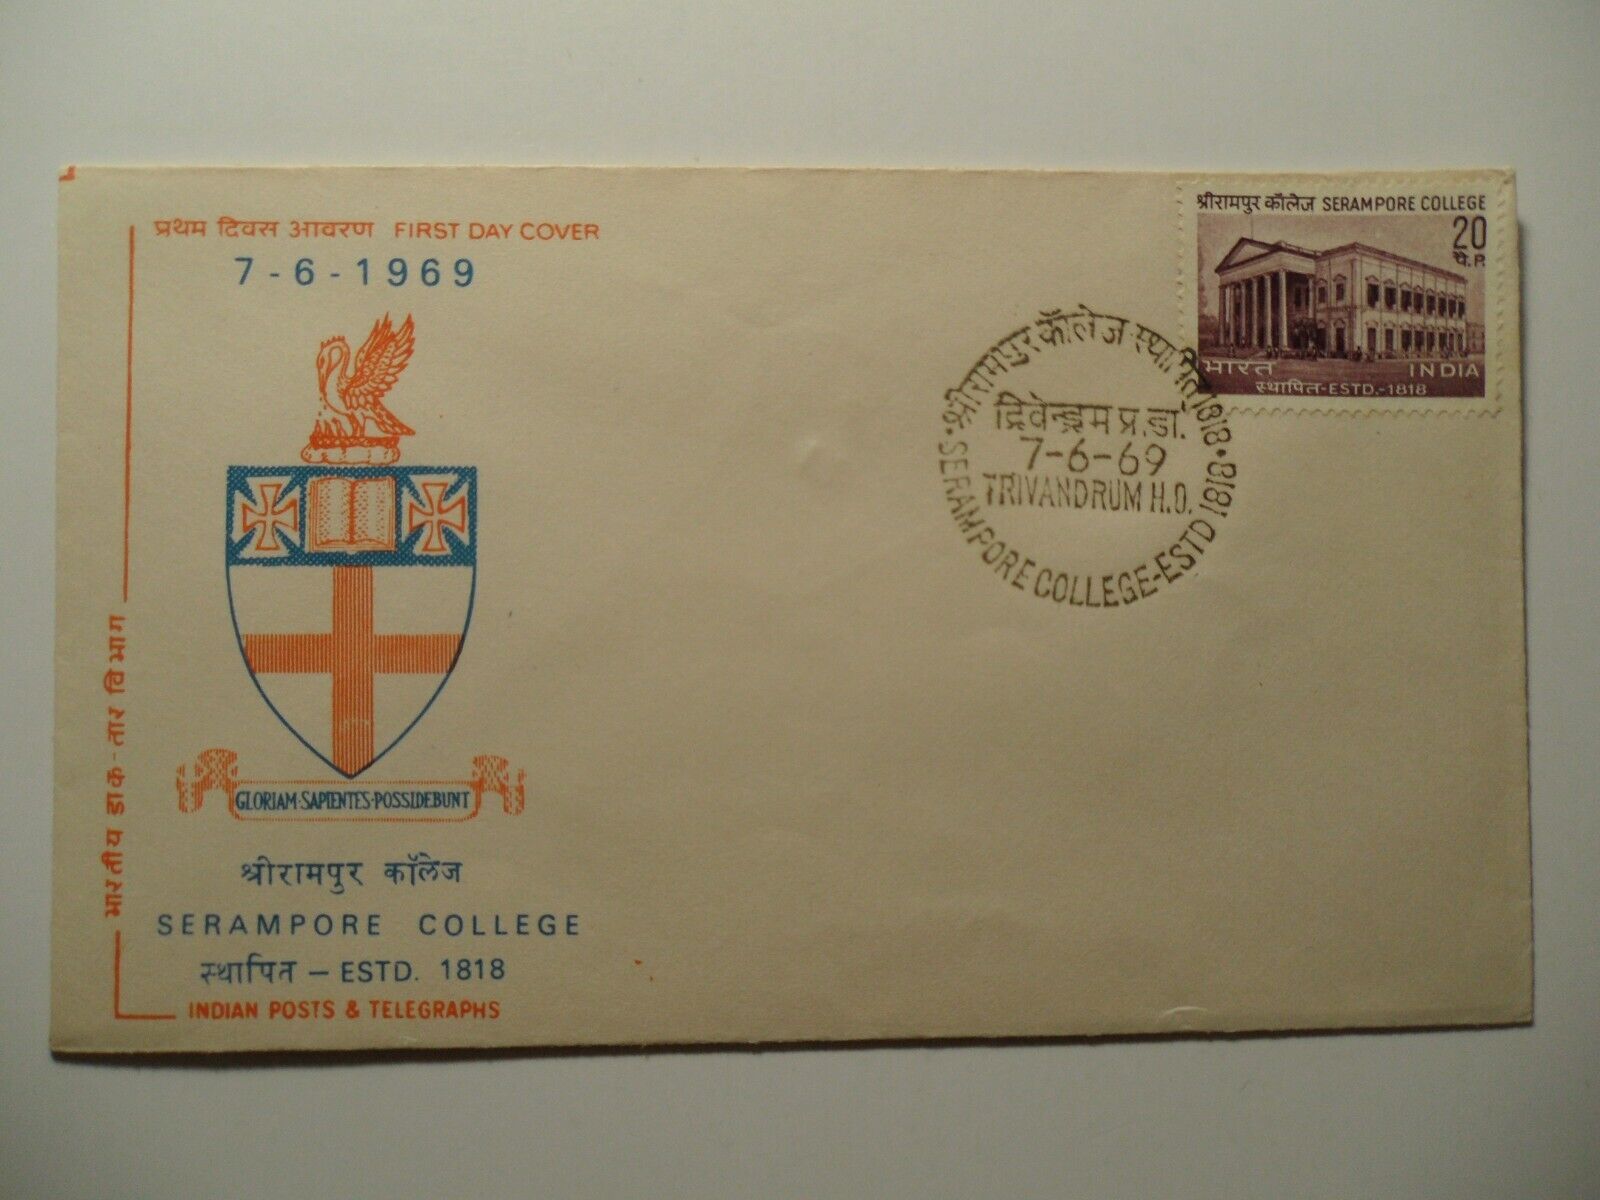 प्रथम दिवस आवरण FIRST DAY COVER
7-6-1969
GLORIAM·SAPIENTES·POSSIDEBUNT
श्रीरामपुर कॉलेज
SERAMPORE COLLEGE
स्थापित – ESTD. 1818
INDIAN POSTS & TELEGRAPHS
भारतीय डाक-तार विभाग
श्रीरामपुर कॉलेज SERAMPORE COLLEGE
20
पै.P.
भारत INDIA
स्थापित-ESTD.-1818
श्रीरामपुर कॉलेज-स्थापित 1818
त्रिवेन्द्रम प्र.डा.
7-6-69
TRIVANDRUM H.O.
SERAMPORE COLLEGE-ESTD 1818